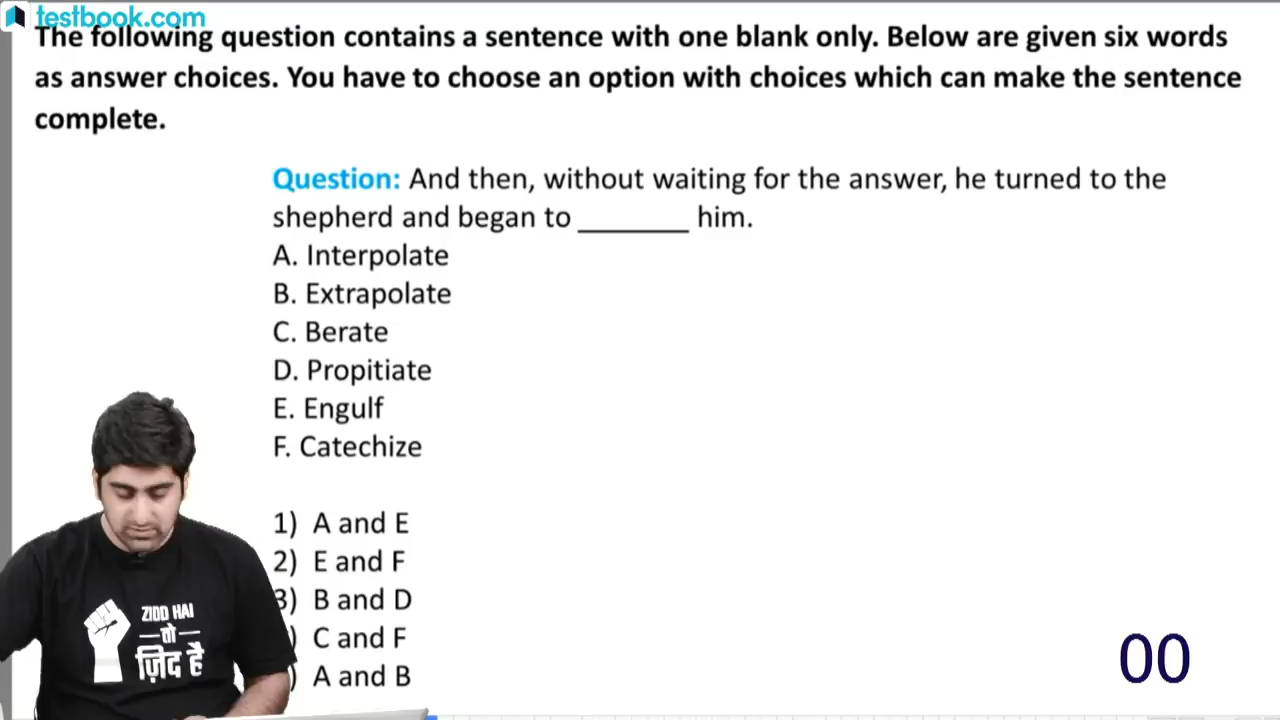 testbook.com
The following question contains a sentence with one blank only. Below are given six words
as answer choices. You have to choose an option with choices which can make the sentence
complete.
Question: And then, without waiting for the answer, he turned to the
shepherd and began to _______ him.
A. Interpolate
B. Extrapolate
C. Berate
D. Propitiate
E. Engulf
F. Catechize
1) A and E
2) E and F
3) B and D
) C and F
) A and B
ZIDD HAI
—तो—
ज़िद है
00